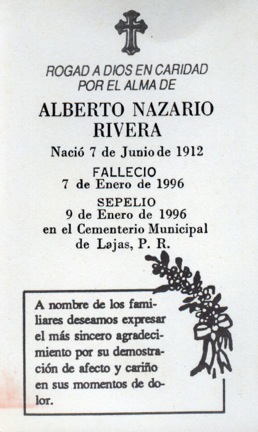 ROGAD A DIOS EN CARIDAD
POR EL ALMA DE
ALBERTO NAZARIO
RIVERA
Nació 7 de Junio de 1912
FALLECIO
7 de Enero de 1996
SEPELIO
9 de Enero de 1996
en el Cementerio Municipal
de Lajas, P. R.
A nombre de los fami-
liares deseamos expresar
el más sincero agradeci-
miento por su demostra-
ción de afecto y cariño
en sus momentos de do-
lor.